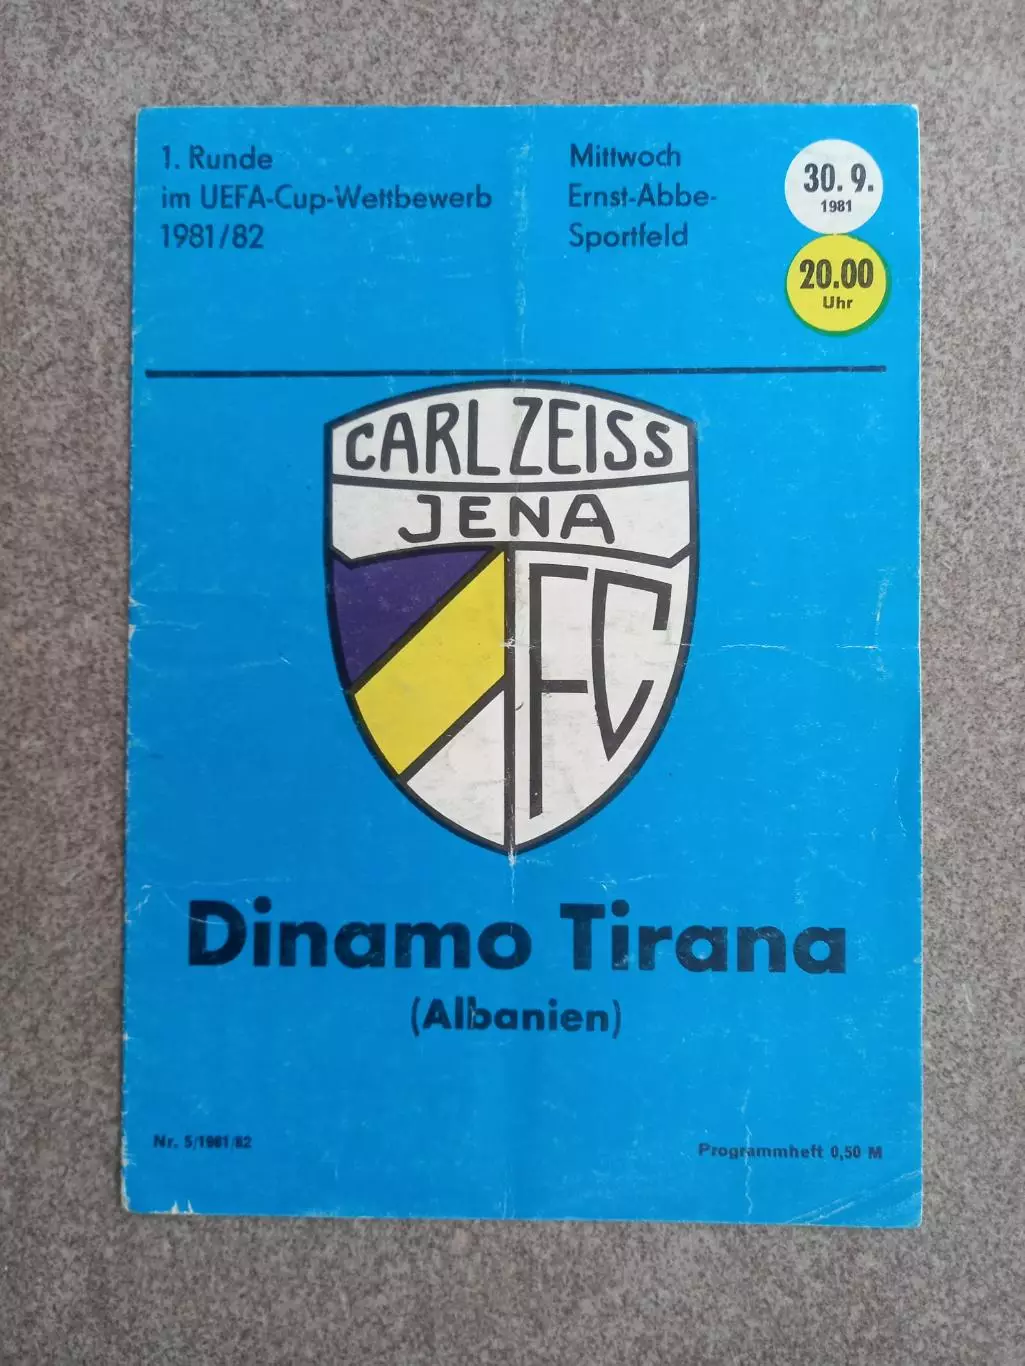 1. Runde
im UEFA-Cup-Wettbewerb
1981/82
Mittwoch
Ernst-Abbe-
Sportfeld
30.9.
1981
20.00
Uhr
CARL ZEISS
JENA
FC
Dinamo Tirana
(Albanien)
Nr. 5/1981/82
Programmheft 0,50 M